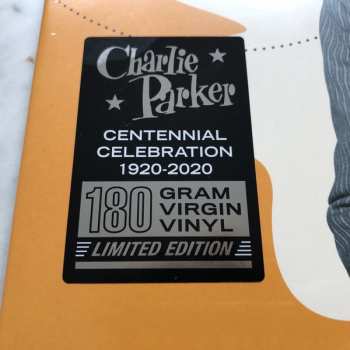 Charlie
Parker
CENTENNIAL
CELEBRATION
1920-2020
180 GRAM
VIRGIN
VINYL
LIMITED EDITION